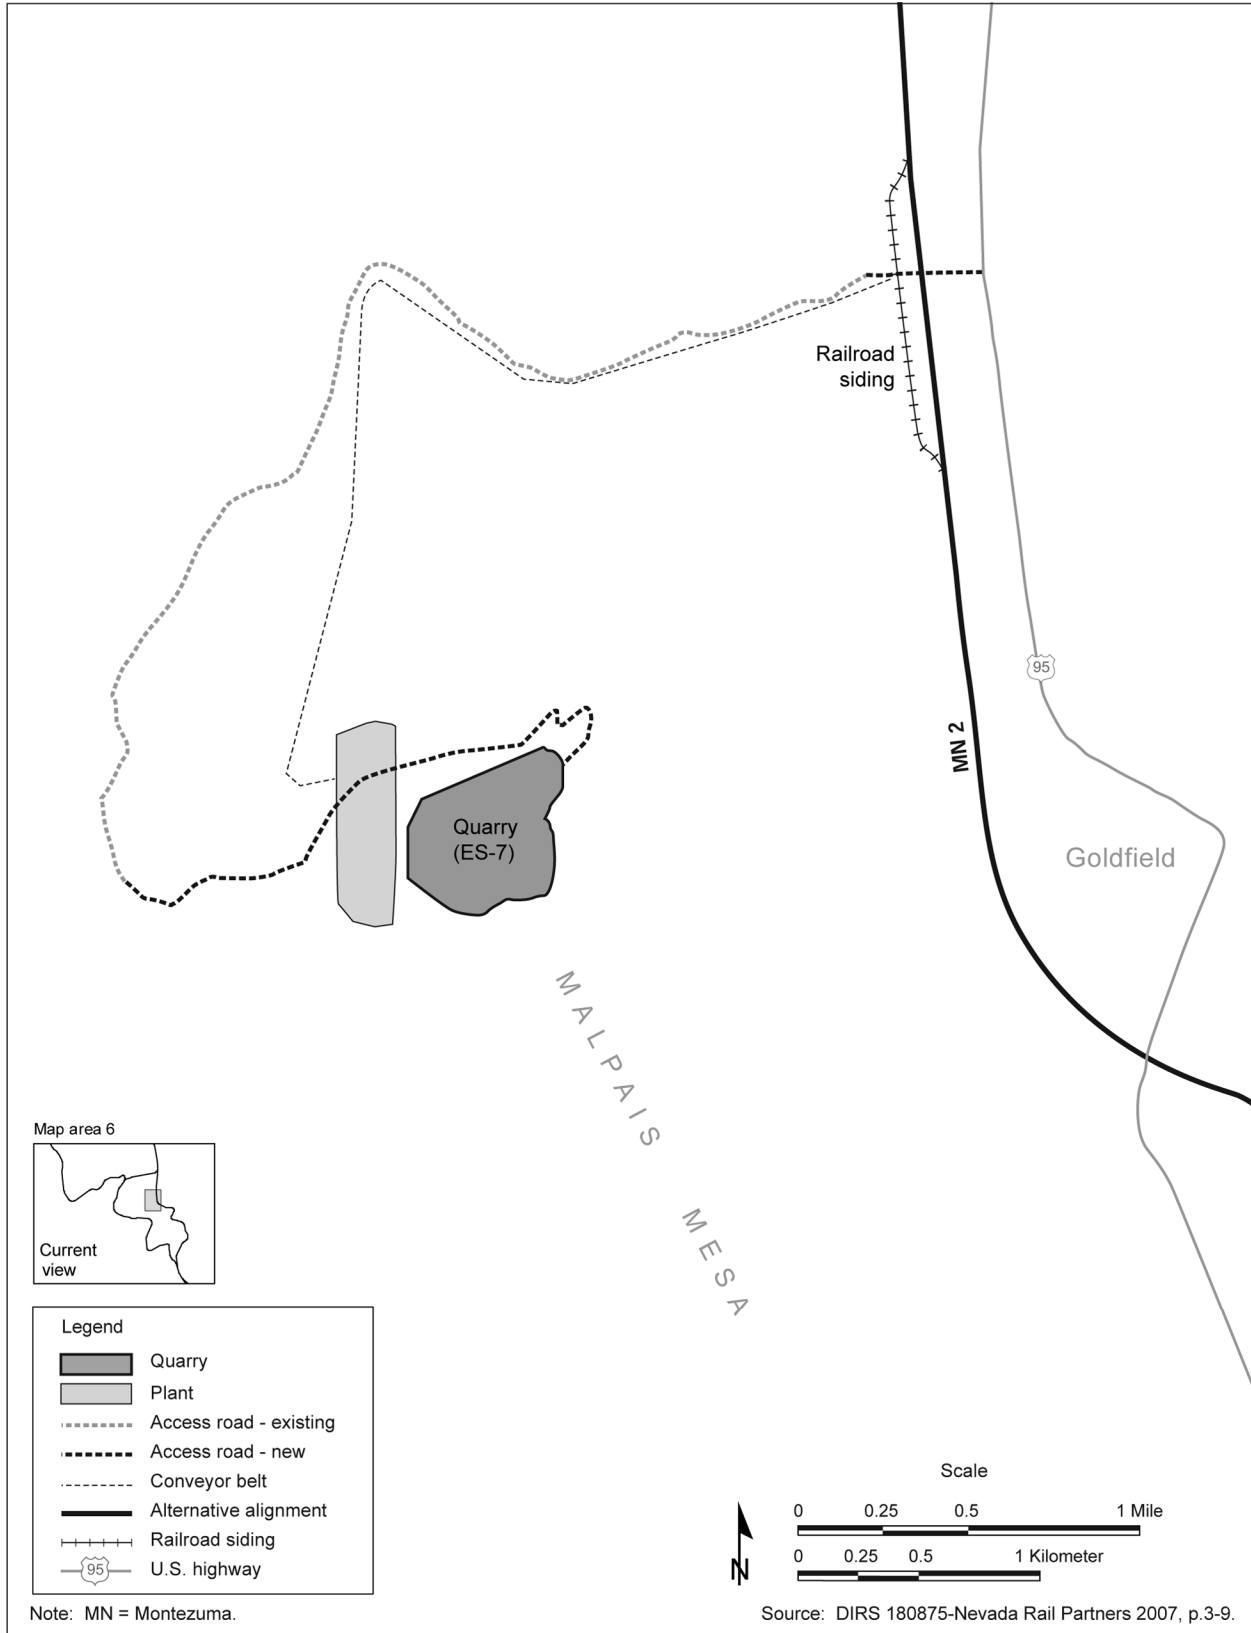 Railroad
siding
95
MN 2
Quarry
(ES-7)
Goldfield
MALPAIS MESA
Map area 6
Current
view
Legend
Quarry
Plant
Access road - existing
Access road - new
Conveyor belt
Alternative alignment
Railroad siding
95 U.S. highway
Scale
0 0.25 0.5 1 Mile
0 0.25 0.5 1 Kilometer
N
Note: MN = Montezuma.
Source: DIRS 180875-Nevada Rail Partners 2007, p.3-9.